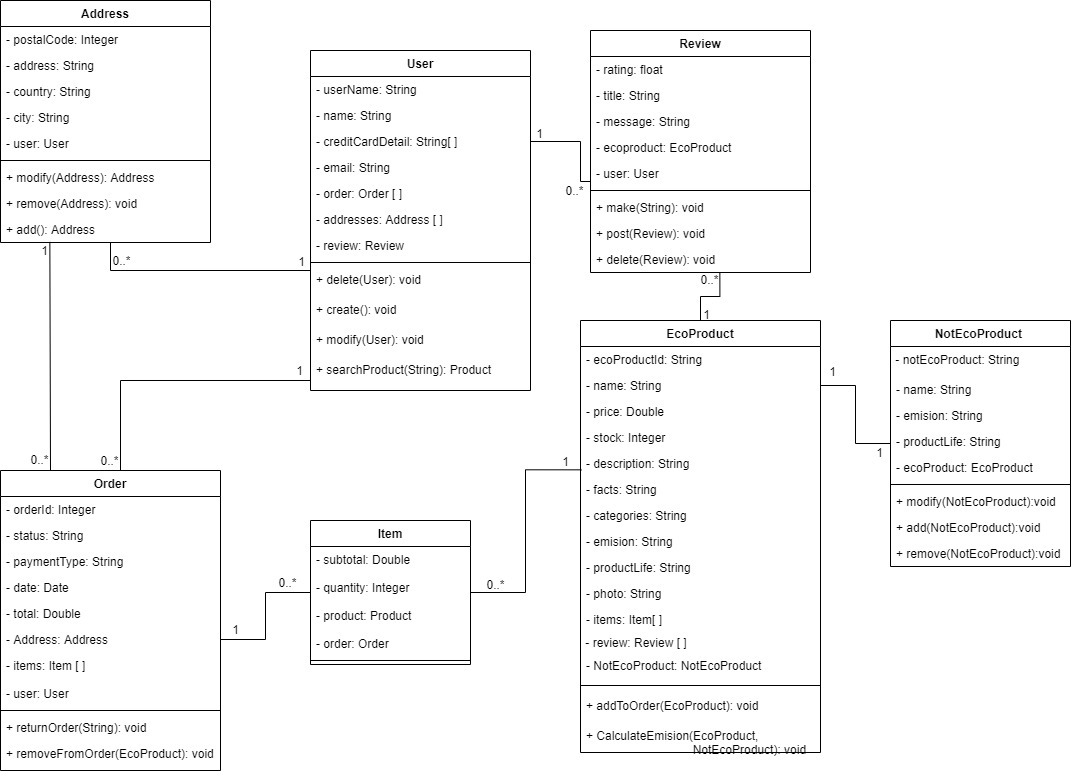 Address
- postalCode: Integer
- address: String
- country: String
- city: String
- user: User
+ modify(Address): Address
+ remove(Address): void
+ add(): Address
1
0..*
1
User
- userName: String
- name: String
- creditCardDetail: String[ ]
- email: String
- order: Order [ ]
- addresses: Address [ ]
- review: Review
+ delete(User): void
+ create(): void
+ modify(User): void
+ searchProduct(String): Product
1
0..*
Review
- rating: float
- title: String
- message: String
- ecoproduct: EcoProduct
- user: User
+ make(String): void
+ post(Review): void
+ delete(Review): void
0..*
1
1
0..*
0..*
Order
- orderId: Integer
- status: String
- paymentType: String
- date: Date
- total: Double
- Address: Address
- items: Item [ ]
- user: User
+ returnOrder(String): void
+ removeFromOrder(EcoProduct): void
1
0..*
Item
- subtotal: Double
- quantity: Integer
- product: Product
- order: Order
0..*
1
EcoProduct
- ecoProductId: String
- name: String
- price: Double
- stock: Integer
- description: String
- facts: String
- categories: String
- emision: String
- productLife: String
- photo: String
- items: Item[ ]
- review: Review [ ]
- NotEcoProduct: NotEcoProduct
+ addToOrder(EcoProduct): void
+ CalculateEmision(EcoProduct,
NotEcoProduct): void
1
1
NotEcoProduct
- notEcoProduct: String
- name: String
- emision: String
- productLife: String
- ecoProduct: EcoProduct
+ modify(NotEcoProduct):void
+ add(NotEcoProduct):void
+ remove(NotEcoProduct):void